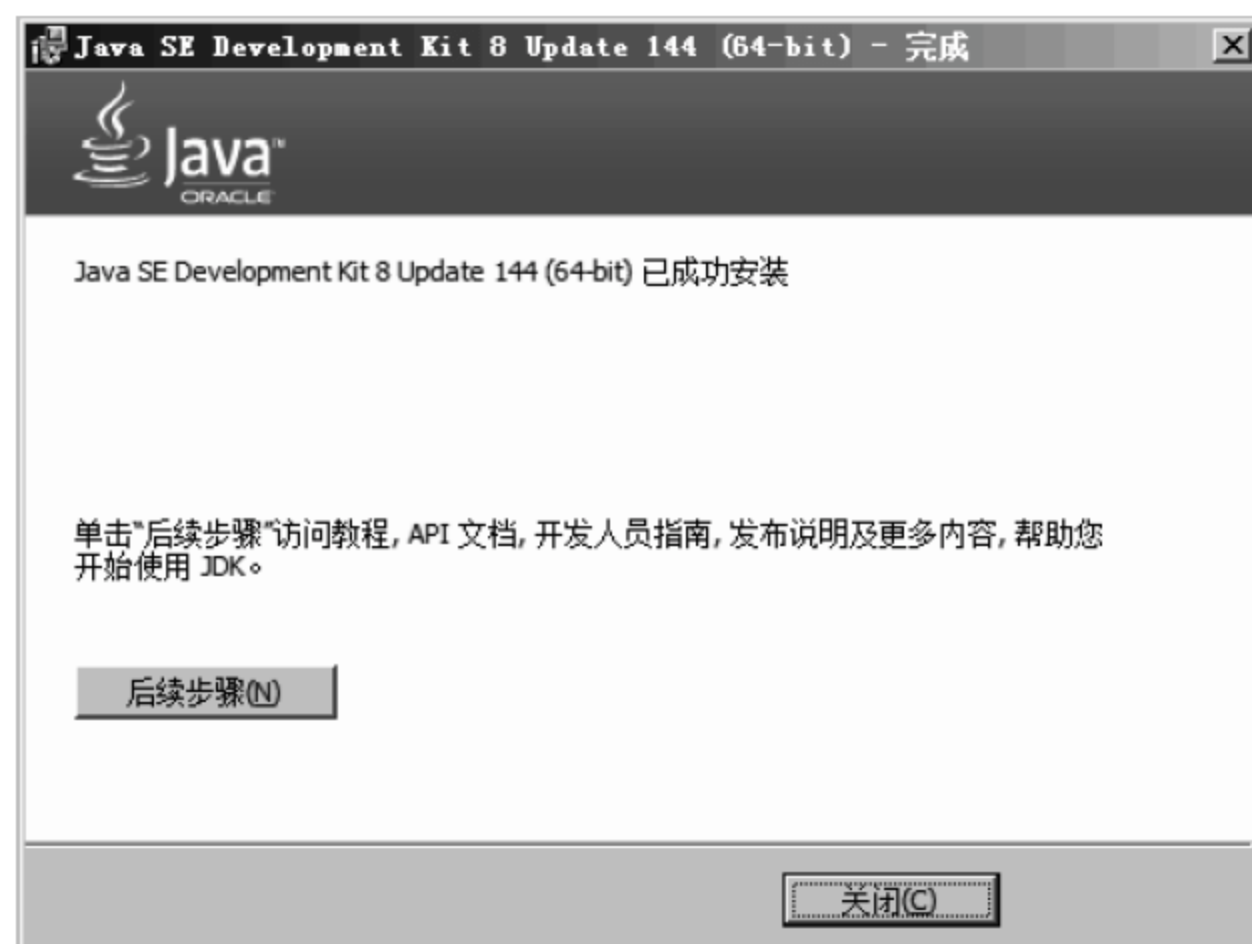 Java SE Development Kit 8 Update 144 (64-bit) - 完成
Java™
ORACLE
Java SE Development Kit 8 Update 144 (64-bit) 已成功安装
单击"后续步骤"访问教程, API 文档, 开发人员指南, 发布说明及更多内容, 帮助您
开始使用 JDK。
后续步骤(N)
关闭(C)